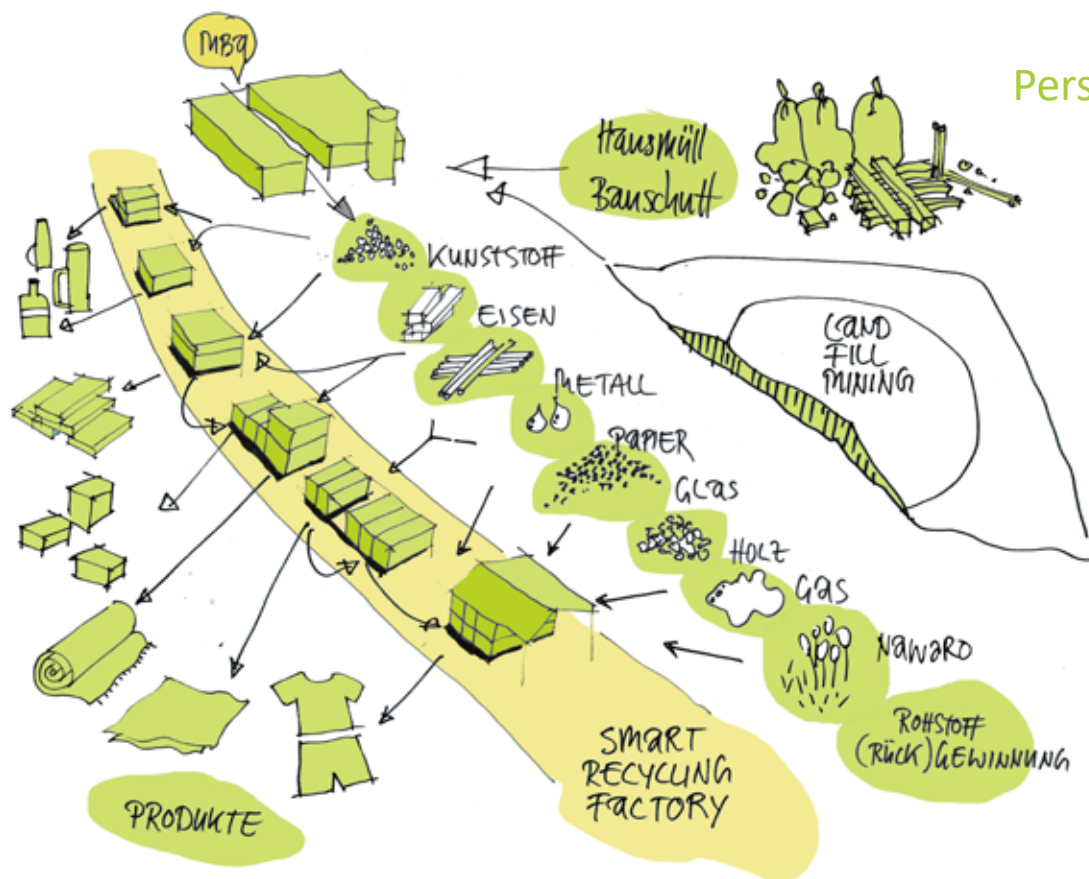 MBA
Pers
Hausmüll
Bauschutt
KUNSTSTOFF
EISEN
METALL
PAPIER
GLAS
HOLZ
GAS
NAWARO
LAND
FILL
MINING
ROHSTOFF
(RÜCK)GEWINNUNG
SMART
RECYCLING
FACTORY
PRODUKTE